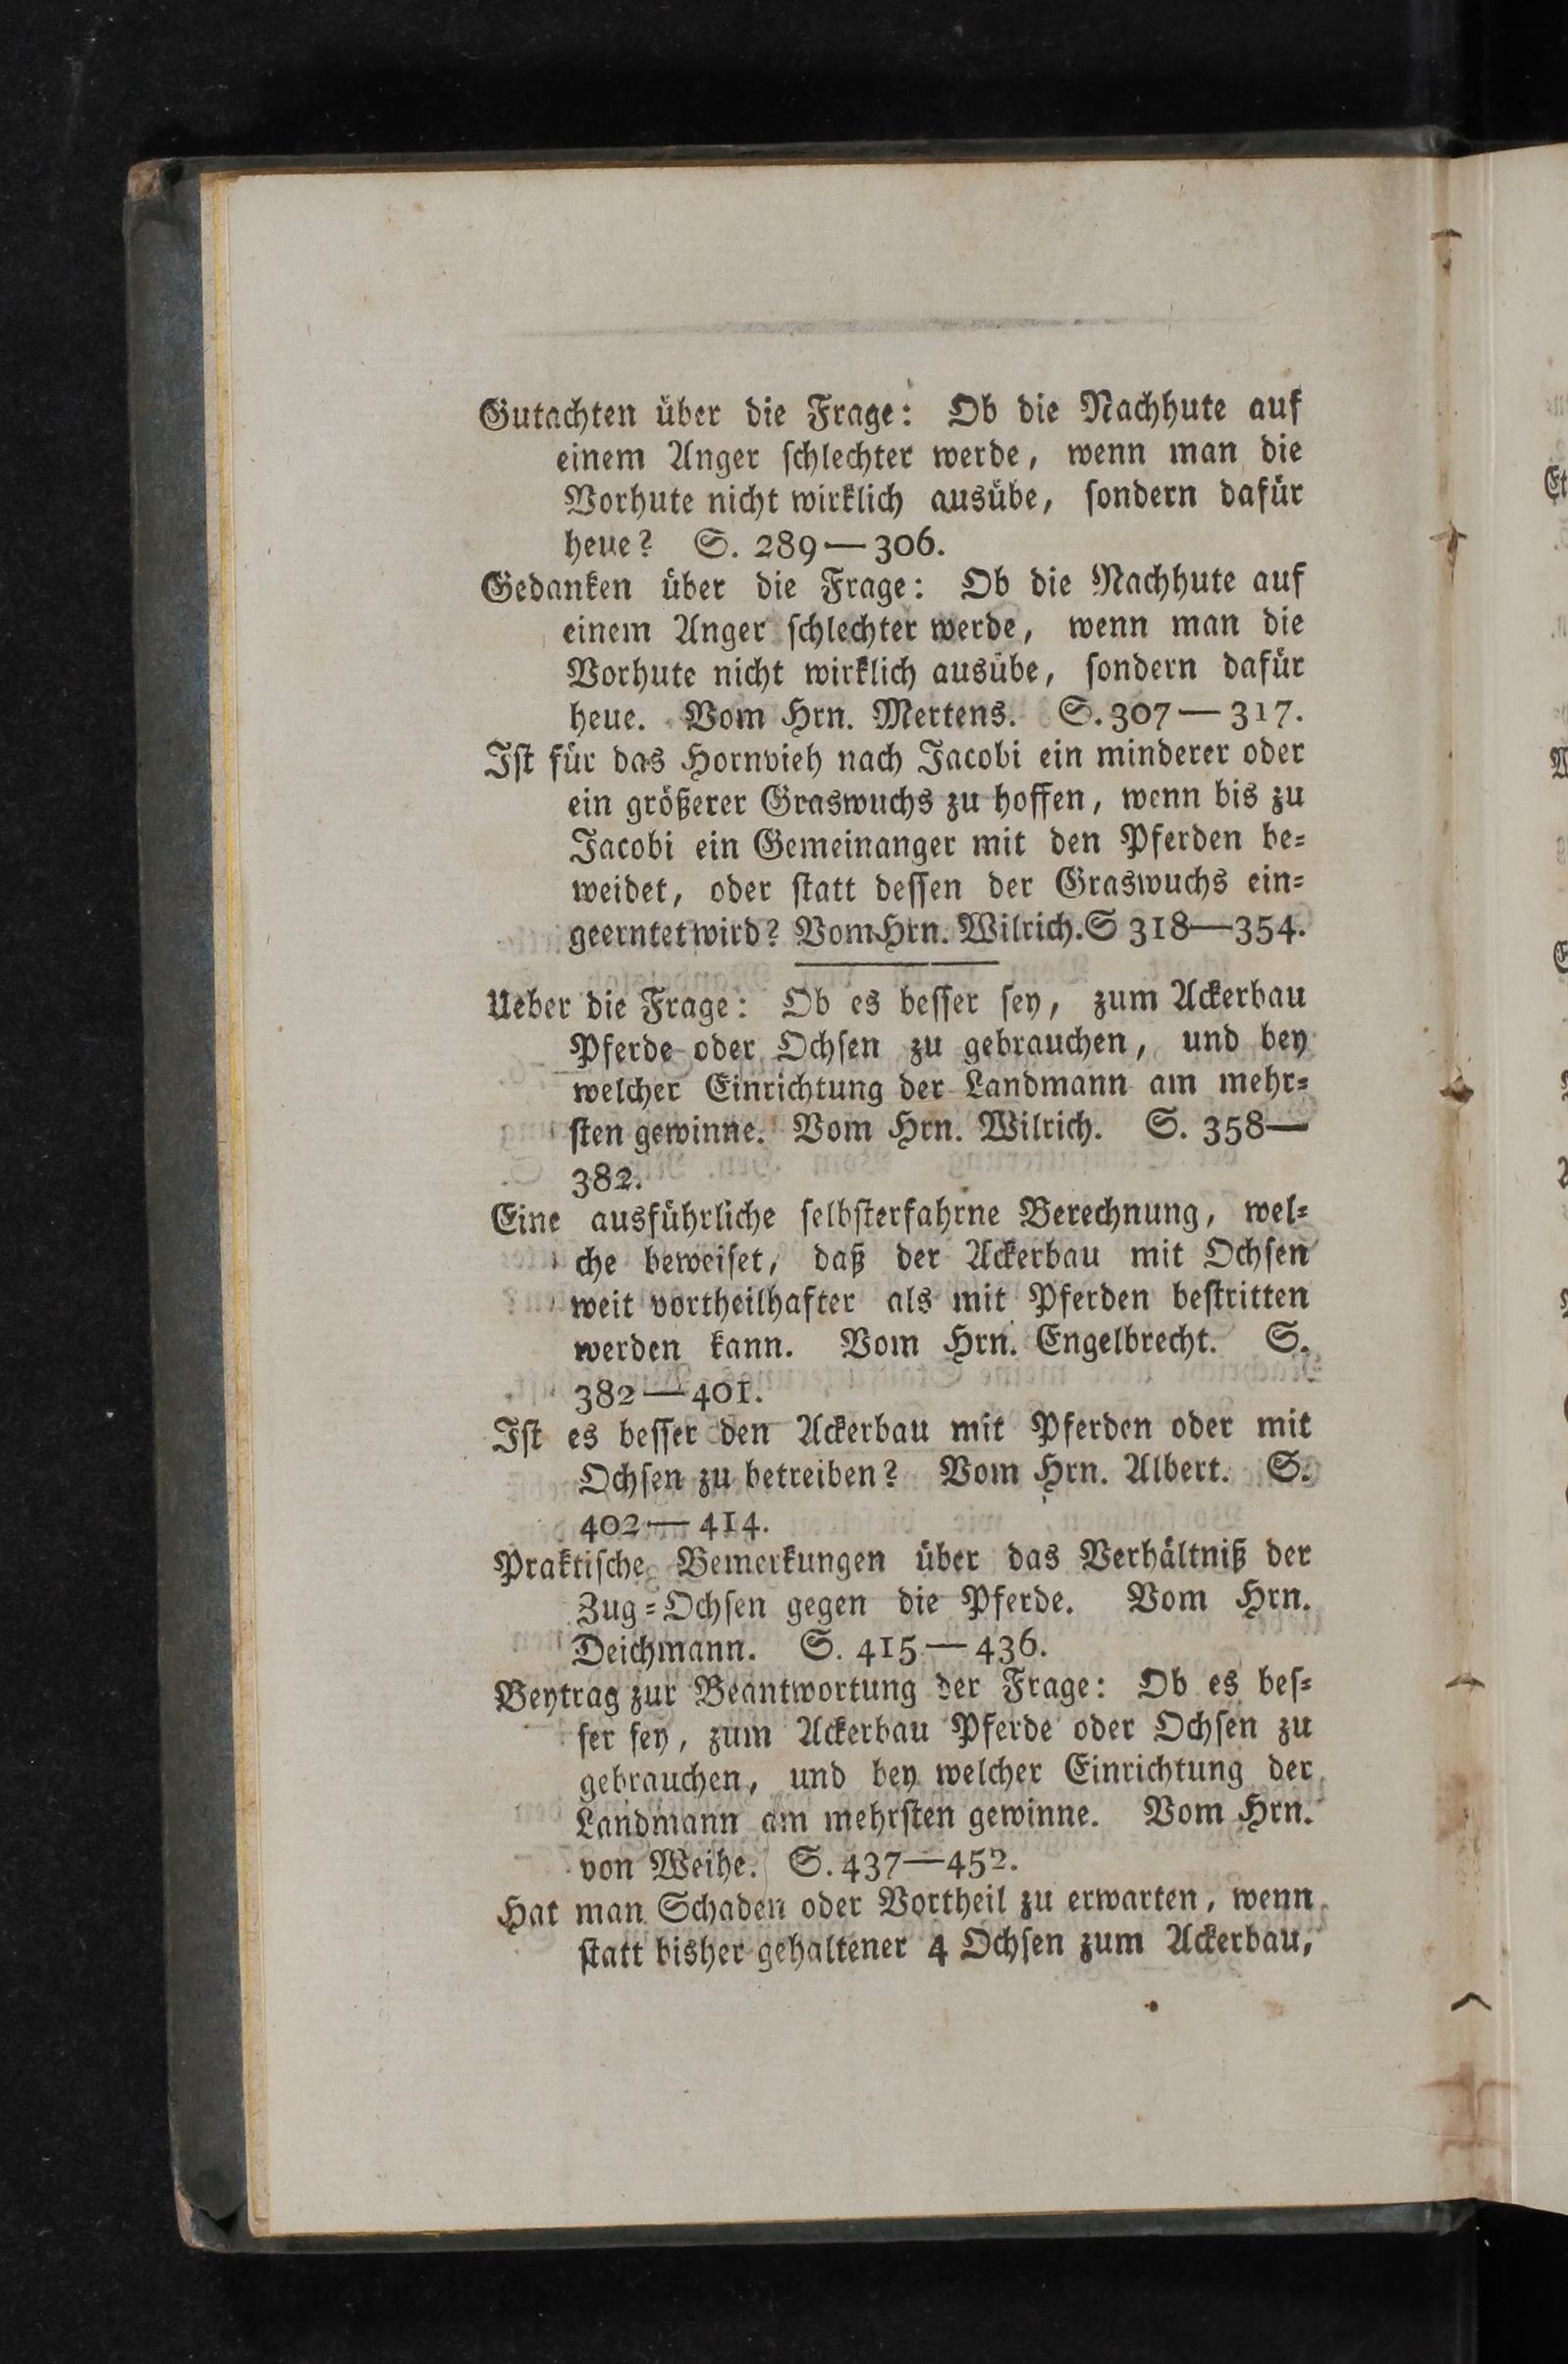 Gutachten über die Frage: Ob die Nachhute auf
einem Anger schlechter werde, wenn man die
Vorhute nicht wirklich ausübe, sondern dafür
heue? S. 289—306.
Gedanken über die Frage: Ob die Nachhute auf
einem Anger schlechter werde, wenn man die
Vorhute nicht wirklich ausübe, sondern dafür
heue. Vom Hrn. Mertens. S. 307—317.
Ist für das Hornvieh nach Jacobi ein minderer oder
ein größerer Graswuchs zu hoffen, wenn bis zu
Jacobi ein Gemeinanger mit den Pferden be-
weidet, oder statt dessen der Graswuchs ein-
geerntet wird? Vom Hrn. Wilrich. S 318—354.
Ueber die Frage: Ob es besser sey, zum Ackerbau
Pferde oder Ochsen zu gebrauchen, und bey
welcher Einrichtung der Landmann am mehr-
sten gewinne. Vom Hrn. Wilrich. S. 358—
382.
Eine ausführliche selbsterfahrne Berechnung, wel-
che beweiset, daß der Ackerbau mit Ochsen
weit vortheilhafter als mit Pferden bestritten
werden kann. Vom Hrn. Engelbrecht. S.
382—401.
Ist es besser den Ackerbau mit Pferden oder mit
Ochsen zu betreiben? Vom Hrn. Albert. S.
402—414.
Praktische Bemerkungen über das Verhältniß der
Zug-Ochsen gegen die Pferde. Vom Hrn.
Deichmann. S. 415—436.
Beytrag zur Beantwortung der Frage: Ob es bes-
ser sey, zum Ackerbau Pferde oder Ochsen zu
gebrauchen, und bey welcher Einrichtung der
Landmann am mehrsten gewinne. Vom Hrn.
von Weihe. S. 437—452.
Hat man Schaden oder Vortheil zu erwarten, wenn
statt bisher gehaltener 4 Ochsen zum Ackerbau,